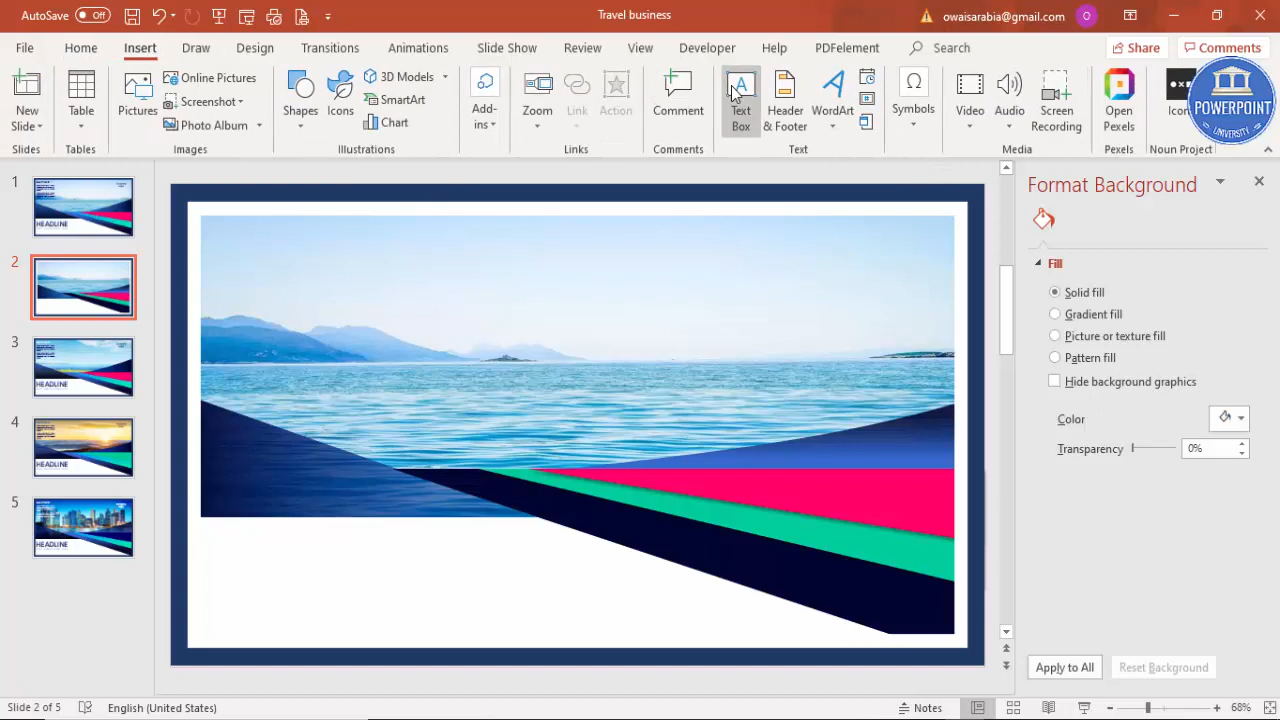 AutoSave Off
Travel business
owaisarabia@gmail.com
O
File Home Insert Draw Design Transitions Animations Slide Show Review View Developer Help PDFelement Search
Share Comments
New Slide
Slides
Table
Tables
Pictures
Online Pictures
Screenshot
Photo Album
Images
Shapes
Icons
3D Models
SmartArt
Chart
Illustrations
Add-ins
Zoom
Link
Action
Links
Comment
Comments
Text Box
Header & Footer
WordArt
Text
Symbols
Video
Audio
Screen Recording
Media
Open Pexels
Pexels
Icon
Noun Project
POWERPOINT
UNIVERSITY
1
HEADLINE
2
3
HEADLINE
4
HEADLINE
5
HEADLINE
Format Background
Fill
Solid fill
Gradient fill
Picture or texture fill
Pattern fill
Hide background graphics
Color
Transparency 0%
Apply to All
Reset Background
Slide 2 of 5
English (United States)
Notes
68%